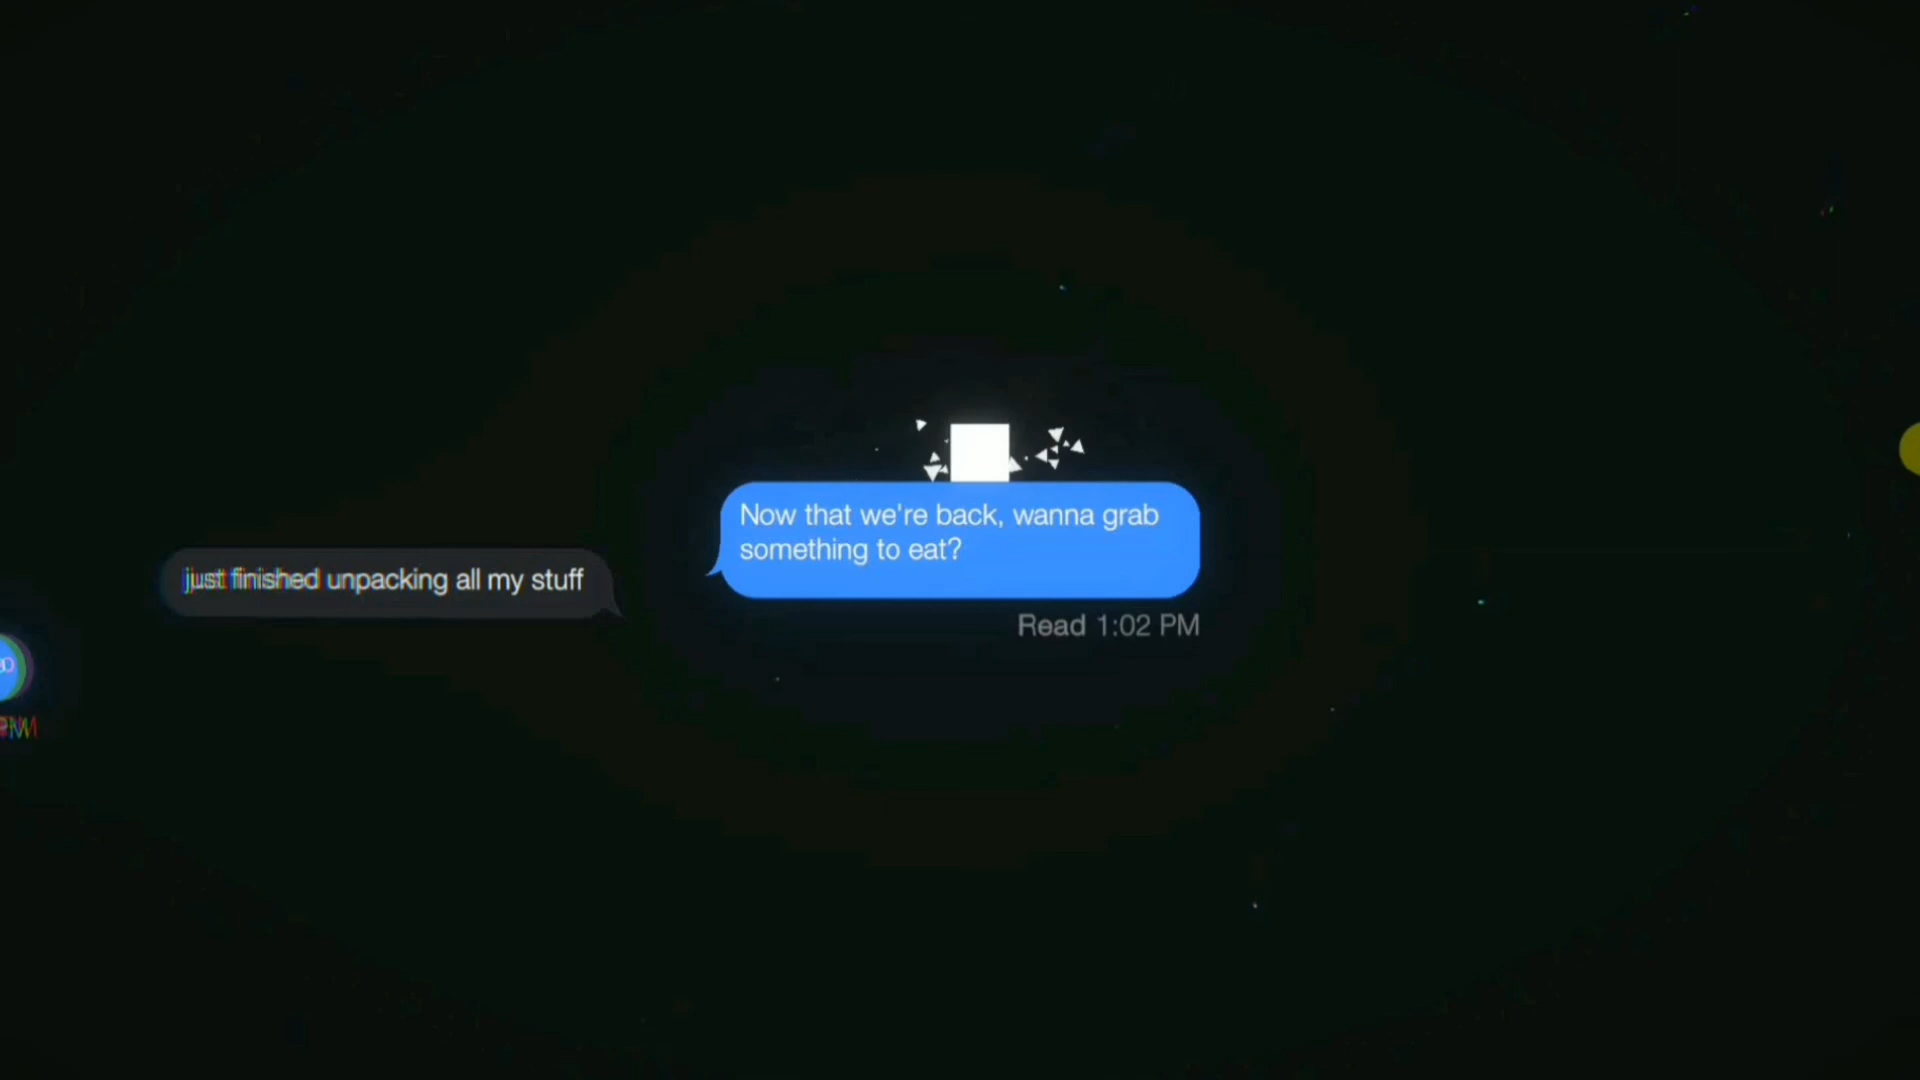 just finished unpacking all my stuff
Now that we're back, wanna grab
something to eat?
Read 1:02 PM